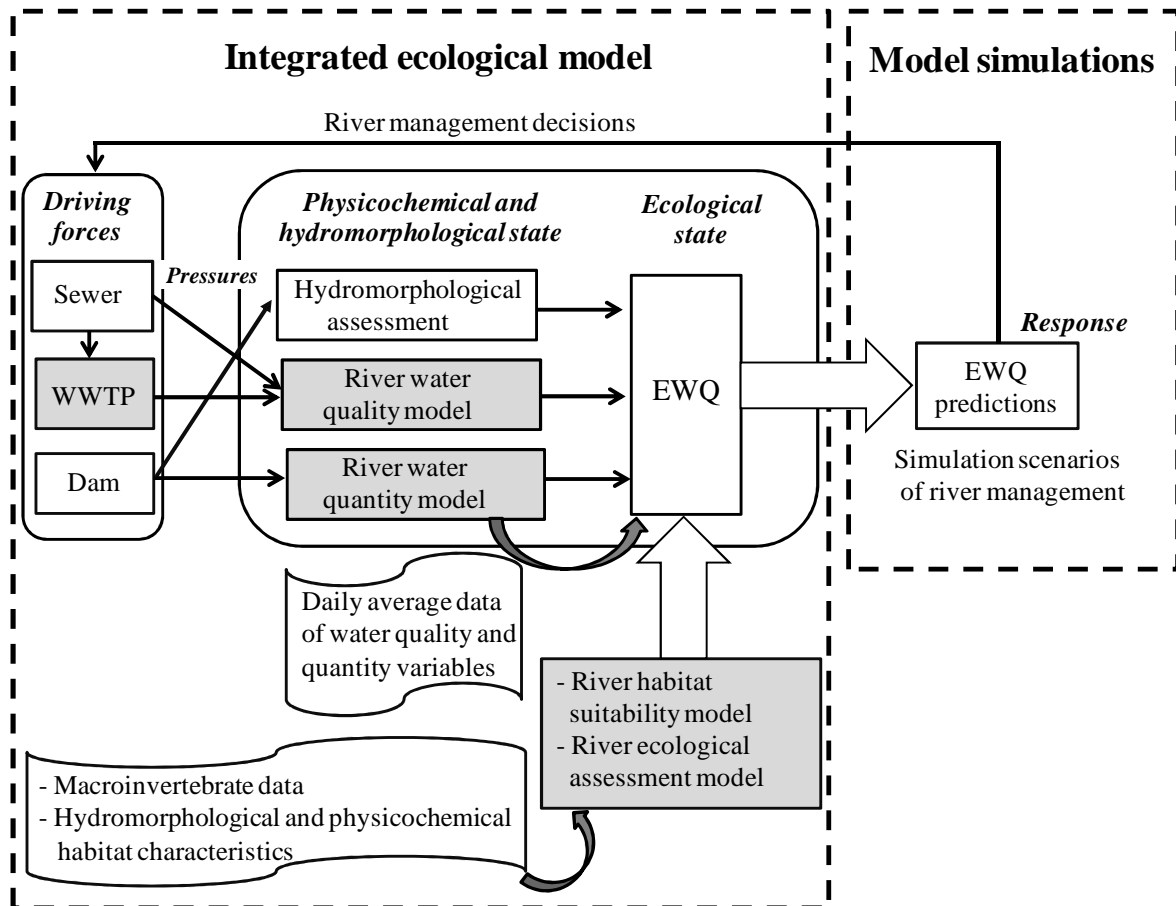 Integrated ecological model
Model simulations
River management decisions
Driving
forces
Pressures
Physicochemical and
hydromorphological state
Ecological
state
Sewer
WWTP
Dam
Hydromorphological
assessment
River water
quality model
River water
quantity model
EWQ
Response
EWQ
predictions
Simulation scenarios
of river management
Daily average data
of water quality and
quantity variables
- River habitat
suitability model
- River ecological
assessment model
- Macroinvertebrate data
- Hydromorphological and physicochemical
habitat characteristics